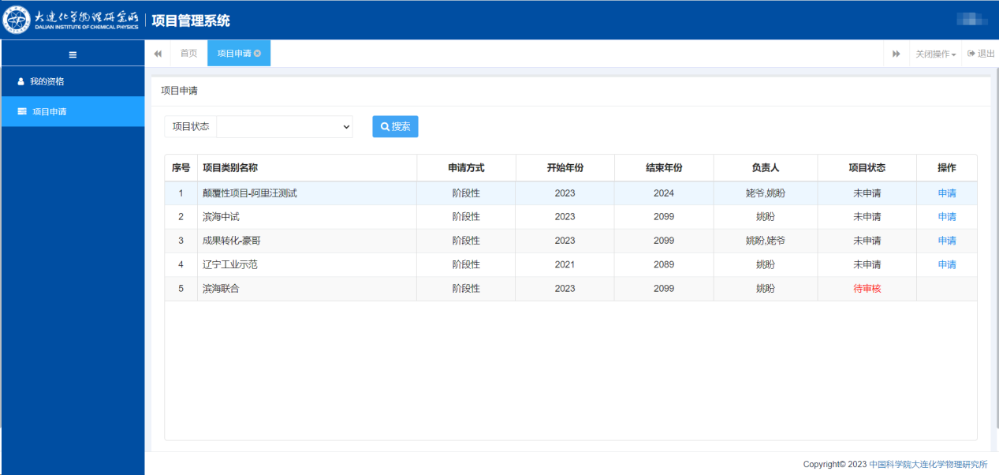 大连化学物理研究所
DALIAN INSTITUTE OF CHEMICAL PHYSICS
项目管理系统
首页 项目申请 关闭操作 退出
我的资格
项目申请
项目申请
项目状态 搜索
序号 项目类别名称 申请方式 开始年份 结束年份 负责人 项目状态 操作
1 颠覆性项目-阿里汪测试 阶段性 2023 2024 姥爷,姚盼 未申请 申请
2 滨海中试 阶段性 2023 2099 姚盼 未申请 申请
3 成果转化-豪哥 阶段性 2023 2099 姚盼,姥爷 未申请 申请
4 辽宁工业示范 阶段性 2021 2089 姚盼 未申请 申请
5 滨海联合 阶段性 2023 2099 姚盼 待审核
Copyright© 2023 中国科学院大连化学物理研究所